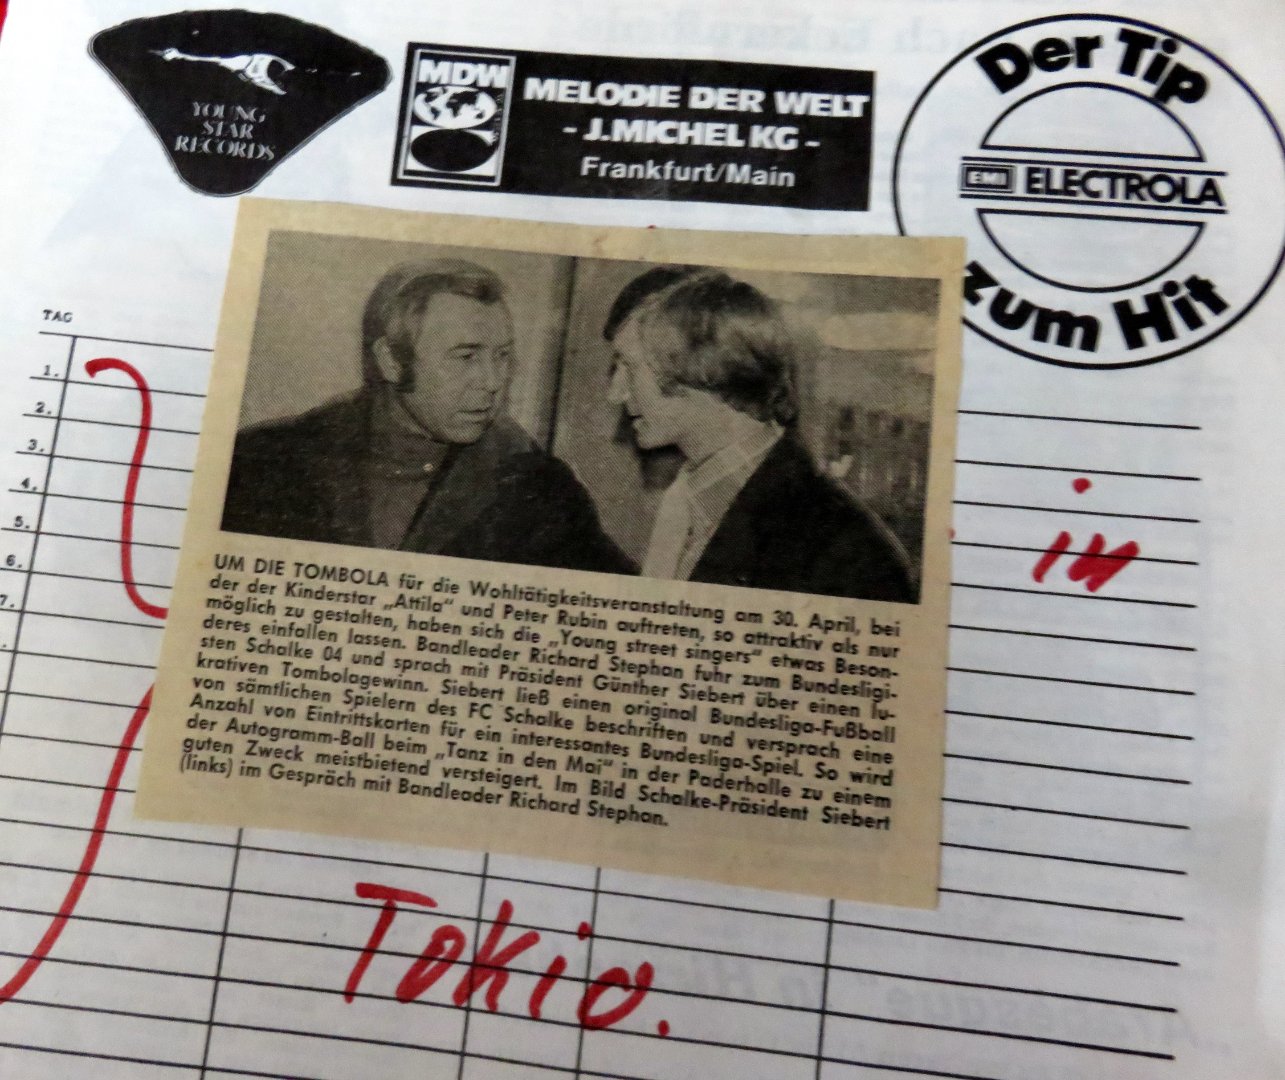 YOUNG
STAR
RECORDS
MDW
MELODIE DER WELT
- J. MICHEL KG -
Frankfurt/Main
Der Tip
EMI ELECTROLA
zum Hit
TAG
1.
2.
3.
4.
5.
6.
7.
UM DIE TOMBOLA für die Wohltätigkeitsveranstaltung am 30. April, bei
der der Kinderstar „Attila" und Peter Rubin auftreten, so attraktiv als nur
möglich zu gestalten, haben sich die „Young street singers" etwas Beson-
deres einfallen lassen. Bandleader Richard Stephan fuhr zum Bundesligi-
sten Schalke 04 und sprach mit Präsident Günther Siebert über einen lu-
krativen Tombolagewinn. Siebert ließ einen original Bundesliga-Fußball
von sämtlichen Spielern des FC Schalke beschriften und versprach eine
Anzahl von Eintrittskarten für ein interessantes Bundesliga-Spiel. So wird
der Autogramm-Ball beim „Tanz in den Mai" in der Paderhalle zu einem
guten Zweck meistbietend versteigert. Im Bild Schalke-Präsident Siebert
(links) im Gespräch mit Bandleader Richard Stephan.
in
Tokio.